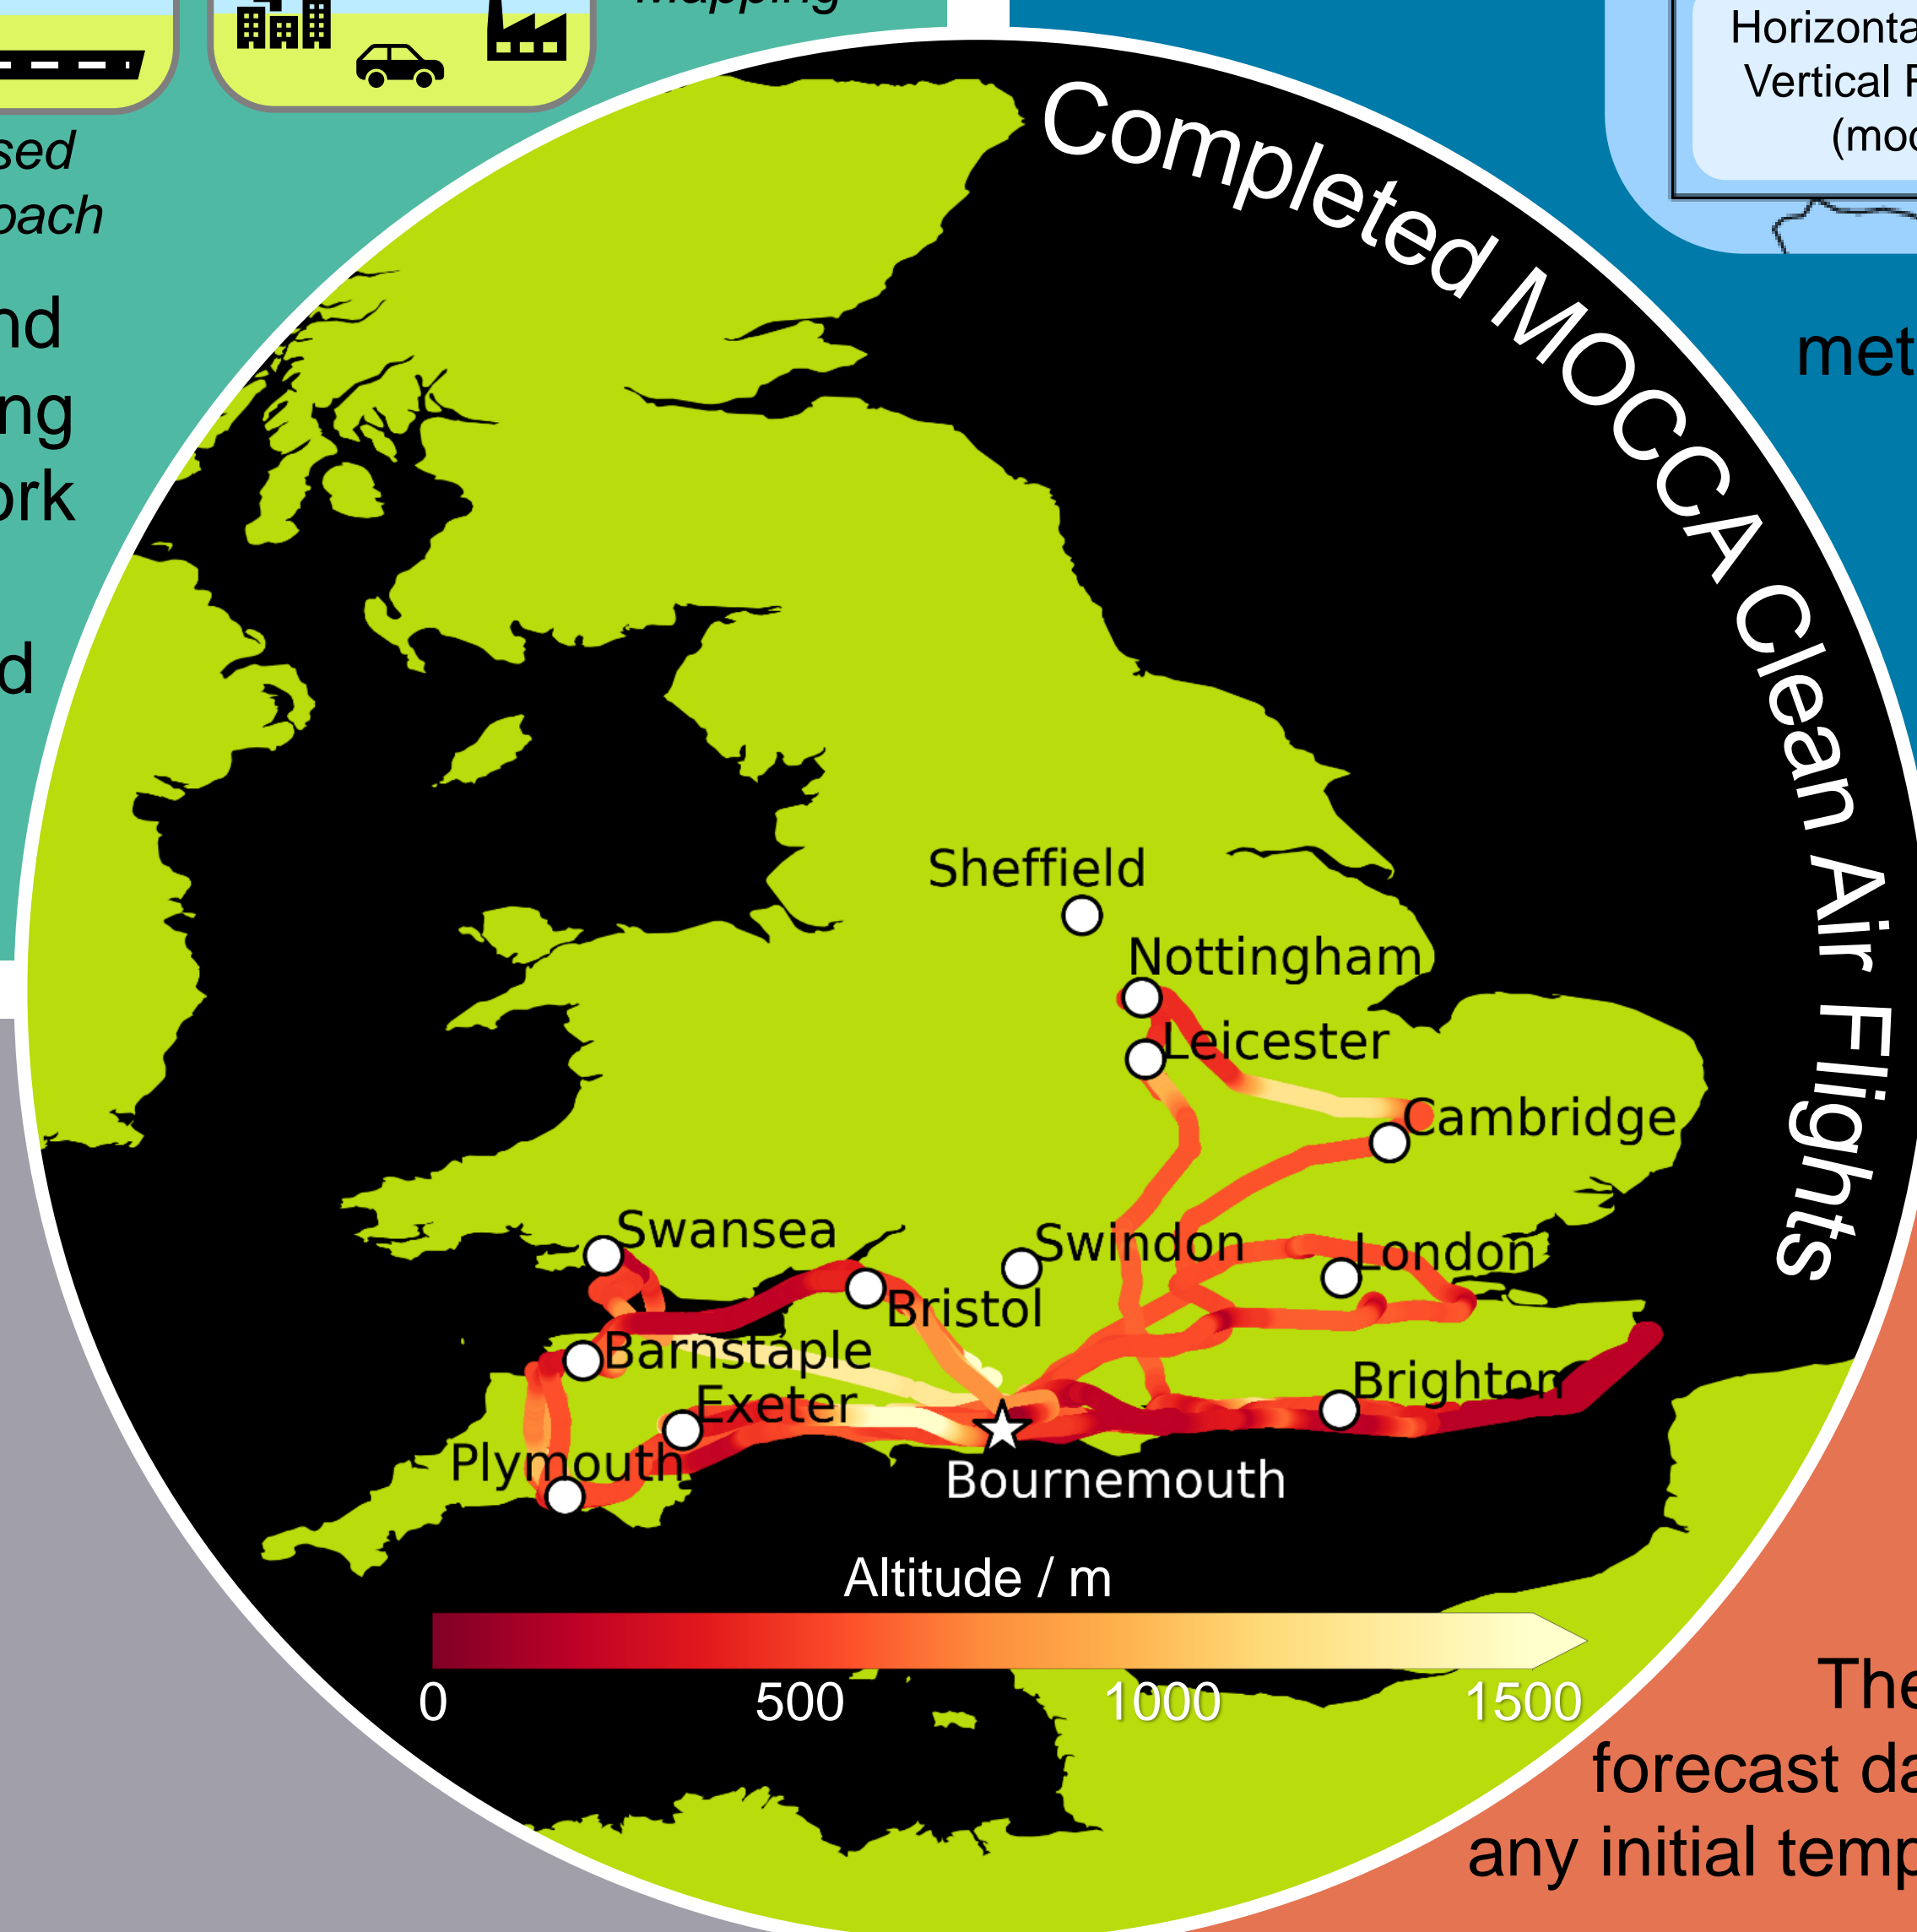 Mapping
Horizonta
Vertical
(mod
sed
oach
nd
ng
ork
d
met
Completed MOCCA Clean Air Flights
Sheffield
Nottingham
Leicester
Cambridge
Swansea
Swindon
London
Bristol
Barnstaple
Brighton
Exeter
Plymouth
Bournemouth
Altitude / m
0 500 1000 1500
The
forecast da
any initial temp